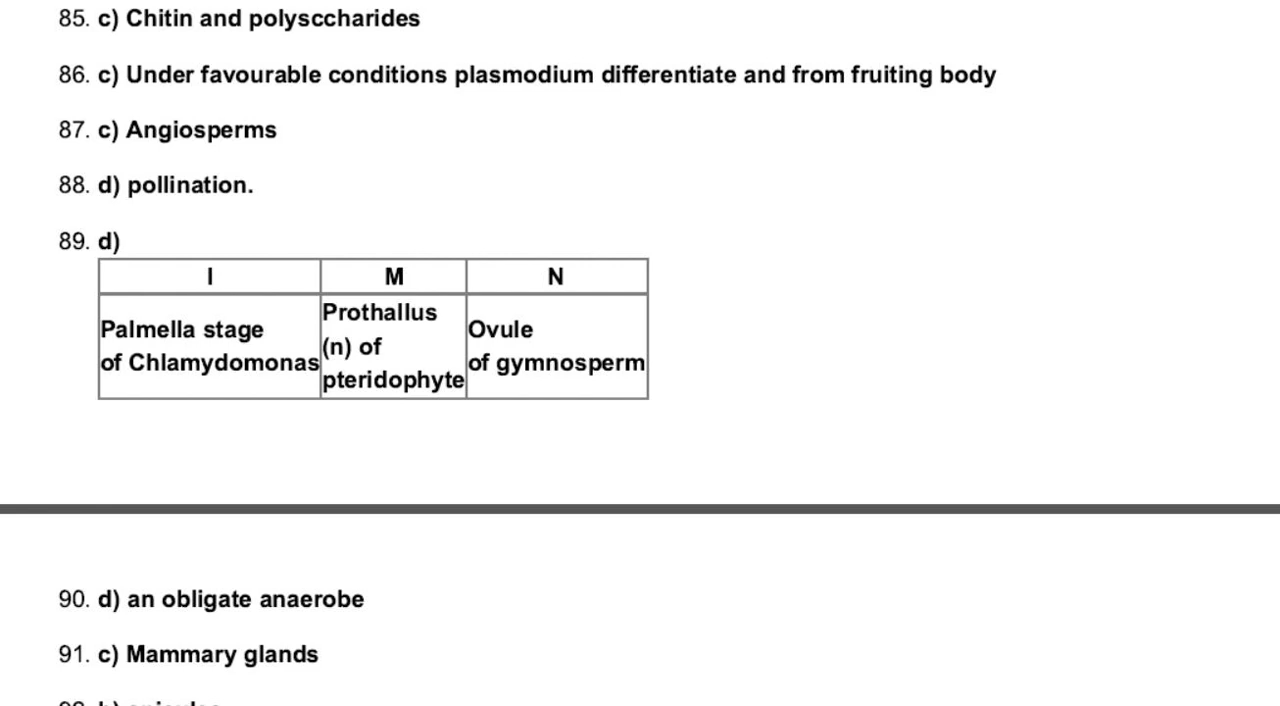 85. c) Chitin and polysccharides
86. c) Under favourable conditions plasmodium differentiate and from fruiting body
87. c) Angiosperms
88. d) pollination.
89. d)
I M N
Palmella stage of Chlamydomonas
Prothallus (n) of pteridophyte
Ovule of gymnosperm
90. d) an obligate anaerobe
91. c) Mammary glands